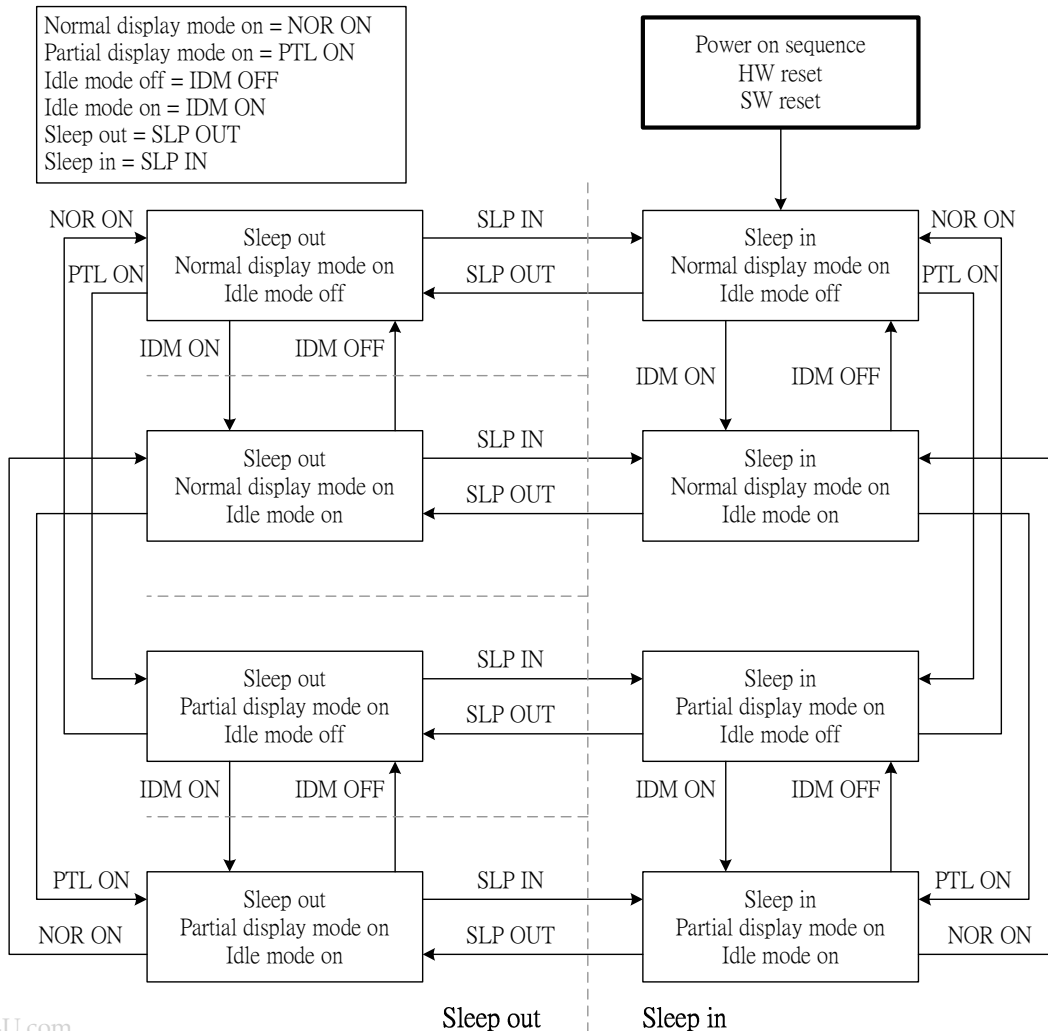 Normal display mode on = NOR ON
Partial display mode on = PTL ON
Idle mode off = IDM OFF
Idle mode on = IDM ON
Sleep out = SLP OUT
Sleep in = SLP IN
Power on sequence
HW reset
SW reset
NOR ON
PTL ON
Sleep out
Normal display mode on
Idle mode off
SLP IN
SLP OUT
Sleep in
Normal display mode on
Idle mode off
NOR ON
PTL ON
IDM ON
IDM OFF
IDM ON
IDM OFF
Sleep out
Normal display mode on
Idle mode on
SLP IN
SLP OUT
Sleep in
Normal display mode on
Idle mode on
Sleep out
Partial display mode on
Idle mode off
SLP IN
SLP OUT
Sleep in
Partial display mode on
Idle mode off
IDM ON
IDM OFF
IDM ON
IDM OFF
PTL ON
NOR ON
Sleep out
Partial display mode on
Idle mode on
SLP IN
SLP OUT
Sleep in
Partial display mode on
Idle mode on
PTL ON
NOR ON
Sleep out
Sleep in